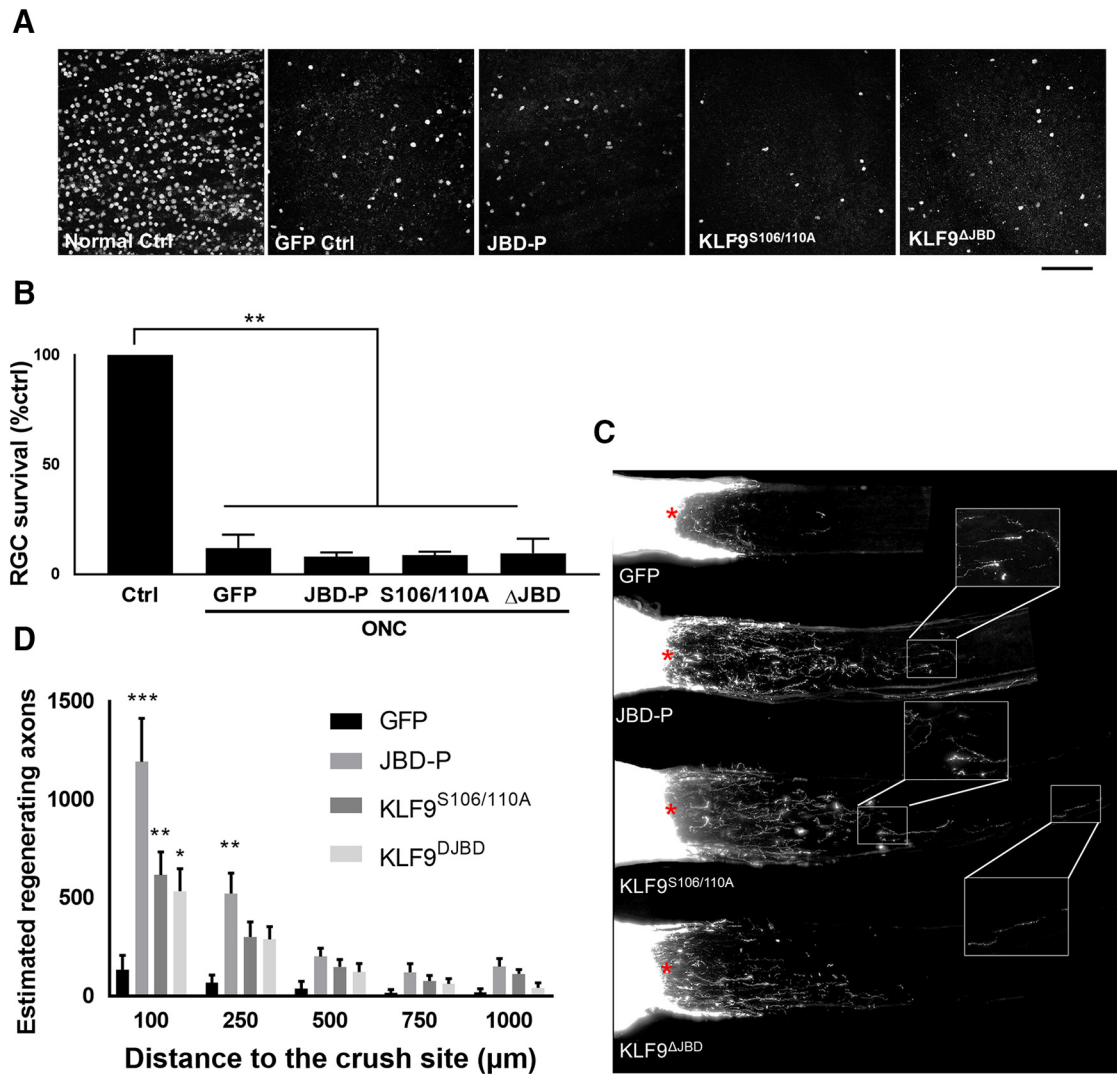 A
Normal Ctrl
GFP Ctrl
JBD-P
KLF9S106/110A
KLF9ΔJBD
B
**
RGC survival (%ctrl)
100
50
0
Ctrl
GFP
JBD-P
S106/110A
ΔJBD
ONC
C
*
GFP
*
JBD-P
*
KLF9S106/110A
*
KLF9ΔJBD
D
Estimated regenerating axons
1500
1000
500
0
***
**
*
**
GFP
JBD-P
KLF9S106/110A
KLF9DJBD
100
250
500
750
1000
Distance to the crush site (μm)